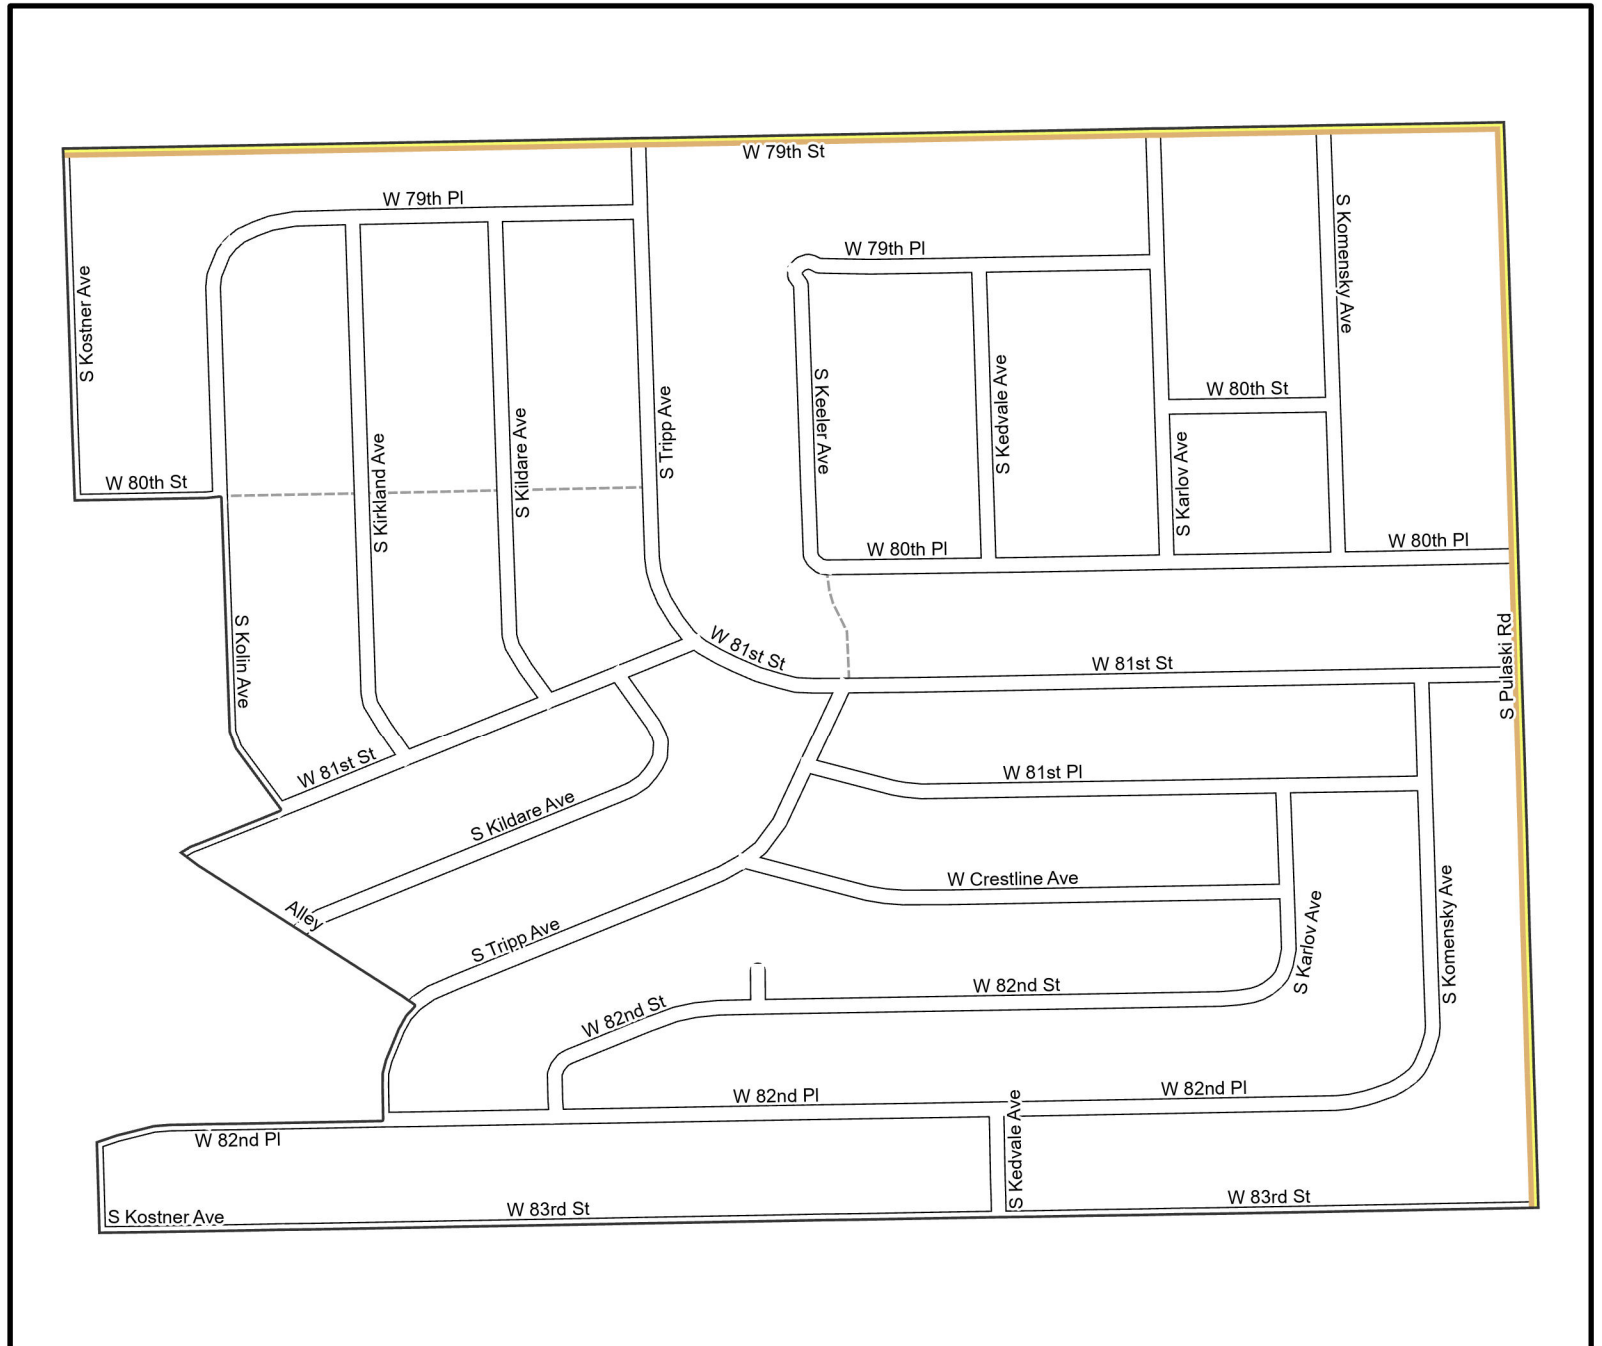 W 79th St
W 79th Pl
S Komensky Ave
W 79th Pl
S Kostner Ave
S Keeler Ave
S Kedvale Ave
W 80th St
S Tripp Ave
S Kildare Ave
S Kirkland Ave
S Karlov Ave
W 80th St
W 80th Pl
W 80th Pl
S Kolin Ave
W 81st St
W 81st St
S Pulaski Rd
W 81st St
W 81st Pl
S Kildare Ave
W Crestline Ave
Alley
S Tripp Ave
S Karlov Ave
S Komensky Ave
W 82nd St
W 82nd St
W 82nd Pl
W 82nd Pl
S Kedvale Ave
W 82nd Pl
W 83rd St
W 83rd St
S Kostner Ave